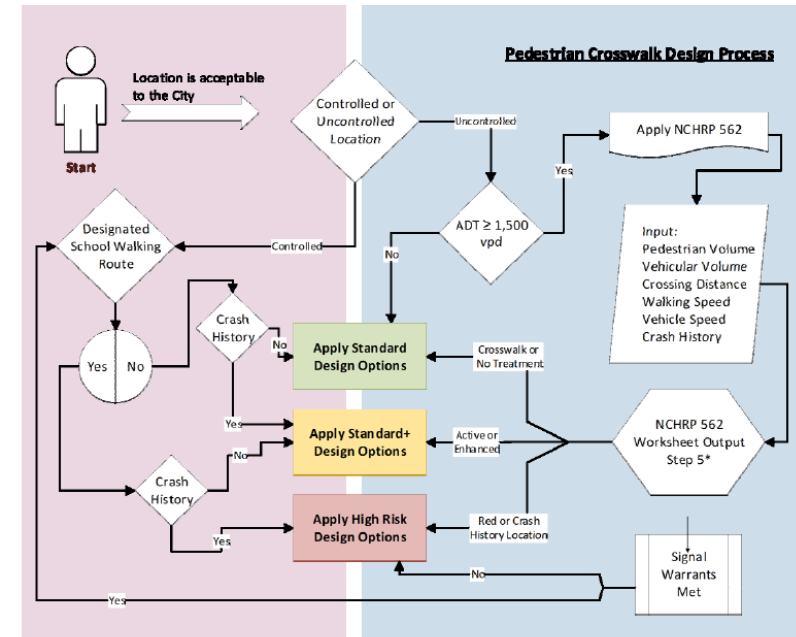 Pedestrian Crosswalk Design Process
Location is acceptable
to the City
Start
Controlled or
Uncontrolled
Location
Uncontrolled
Apply NCHRP 562
Yes
ADT ≥ 1,500
vpd
No
Controlled
Designated
School Walking
Route
Input:
Pedestrian Volume
Vehicular Volume
Crossing Distance
Walking Speed
Vehicle Speed
Crash History
Crash
History
No
Yes
No
Apply Standard
Design Options
Crosswalk or
No Treatment
Yes
Apply Standard+
Design Options
Active or
Enhanced
NCHRP 562
Worksheet Output
Step 5*
No
Crash
History
Yes
Apply High Risk
Design Options
Red or Crash
History Location
Signal
Warrants
Met
No
Yes